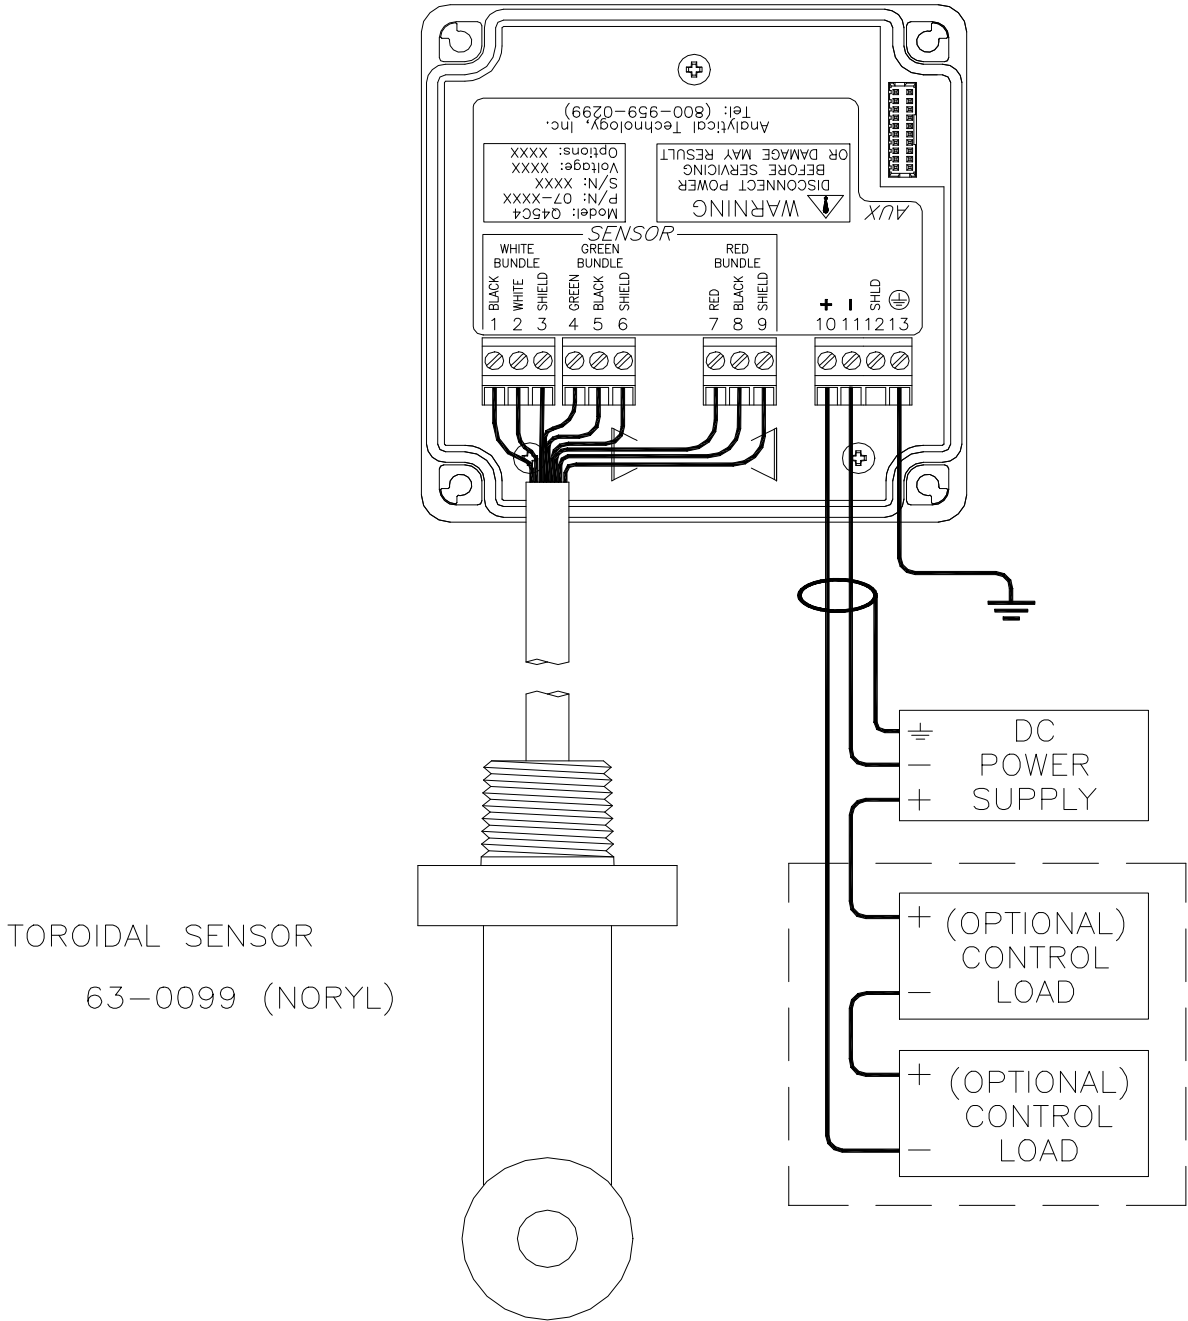 Analytical Technology, Inc.
Tel: (800-959-0299)
Model: Q45C4
P/N: 07-XXXX
S/N: XXXX
Voltage: XXXX
Options: XXXX
WARNING
DISCONNECT POWER
BEFORE SERVICING
OR DAMAGE MAY RESULT
AUX
SENSOR
WHITE
BUNDLE
GREEN
BUNDLE
RED
BUNDLE
BLACK
WHITE
SHIELD
GREEN
BLACK
SHIELD
RED
BLACK
SHIELD
+ - SHLD
1 2 3 4 5 6 7 8 9 10 11 12 13
DC
POWER
SUPPLY
-
+
+ (OPTIONAL)
CONTROL
- LOAD
+ (OPTIONAL)
CONTROL
- LOAD
TOROIDAL SENSOR
63-0099 (NORYL)